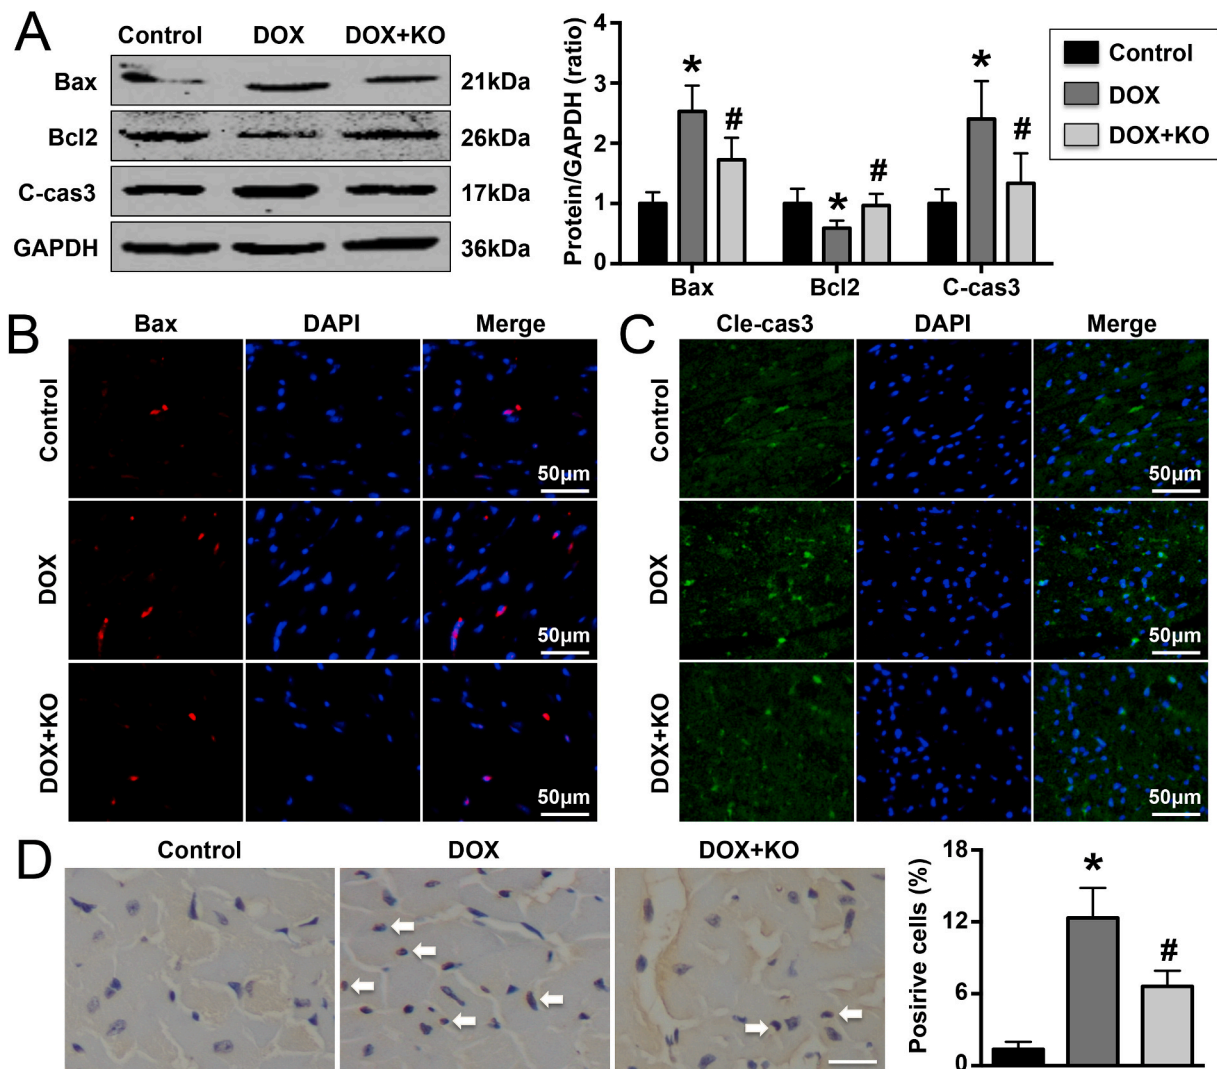 A
Control DOX DOX+KO
Bax 21kDa
Bcl2 26kDa
C-cas3 17kDa
GAPDH 36kDa
Protein/GAPDH (ratio)
4
3
2
1
0
* # * # * #
Bax Bcl2 C-cas3
Control
DOX
DOX+KO
B
Bax DAPI Merge
Control
50µm
DOX
50µm
DOX+KO
50µm
C
Cle-cas3 DAPI Merge
Control
50µm
DOX
50µm
DOX+KO
50µm
D
Control DOX DOX+KO
Posirive cells (%)
18
12
6
0
* #